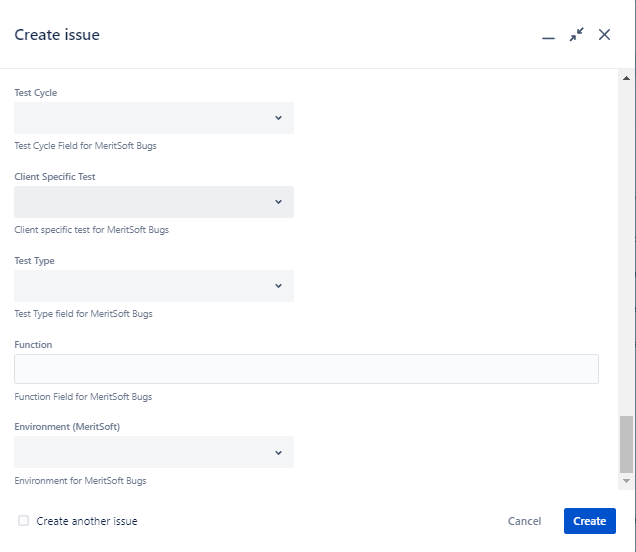 Create issue
Test Cycle
Test Cycle Field for MeritSoft Bugs
Client Specific Test
Client specific test for MeritSoft Bugs
Test Type
Test Type field for MeritSoft Bugs
Function
Function Field for MeritSoft Bugs
Environment (MeritSoft)
Environment for MeritSoft Bugs
Create another issue
Cancel
Create